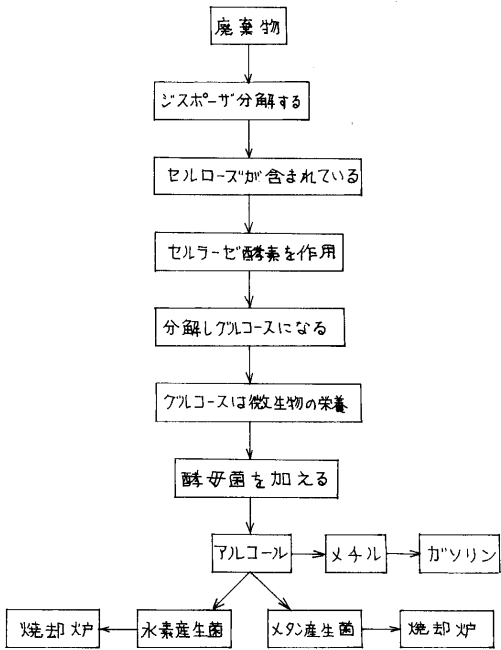 廃棄物
ジスポーザ分解する
セルローズが含まれている
セルラーゼ酵素を作用
分解しグルコースになる
グルコースは微生物の栄養
酵母菌を加える
アルコール
メチル
ガソリン
焼却炉
水素産生菌
メタン産生菌
焼却炉